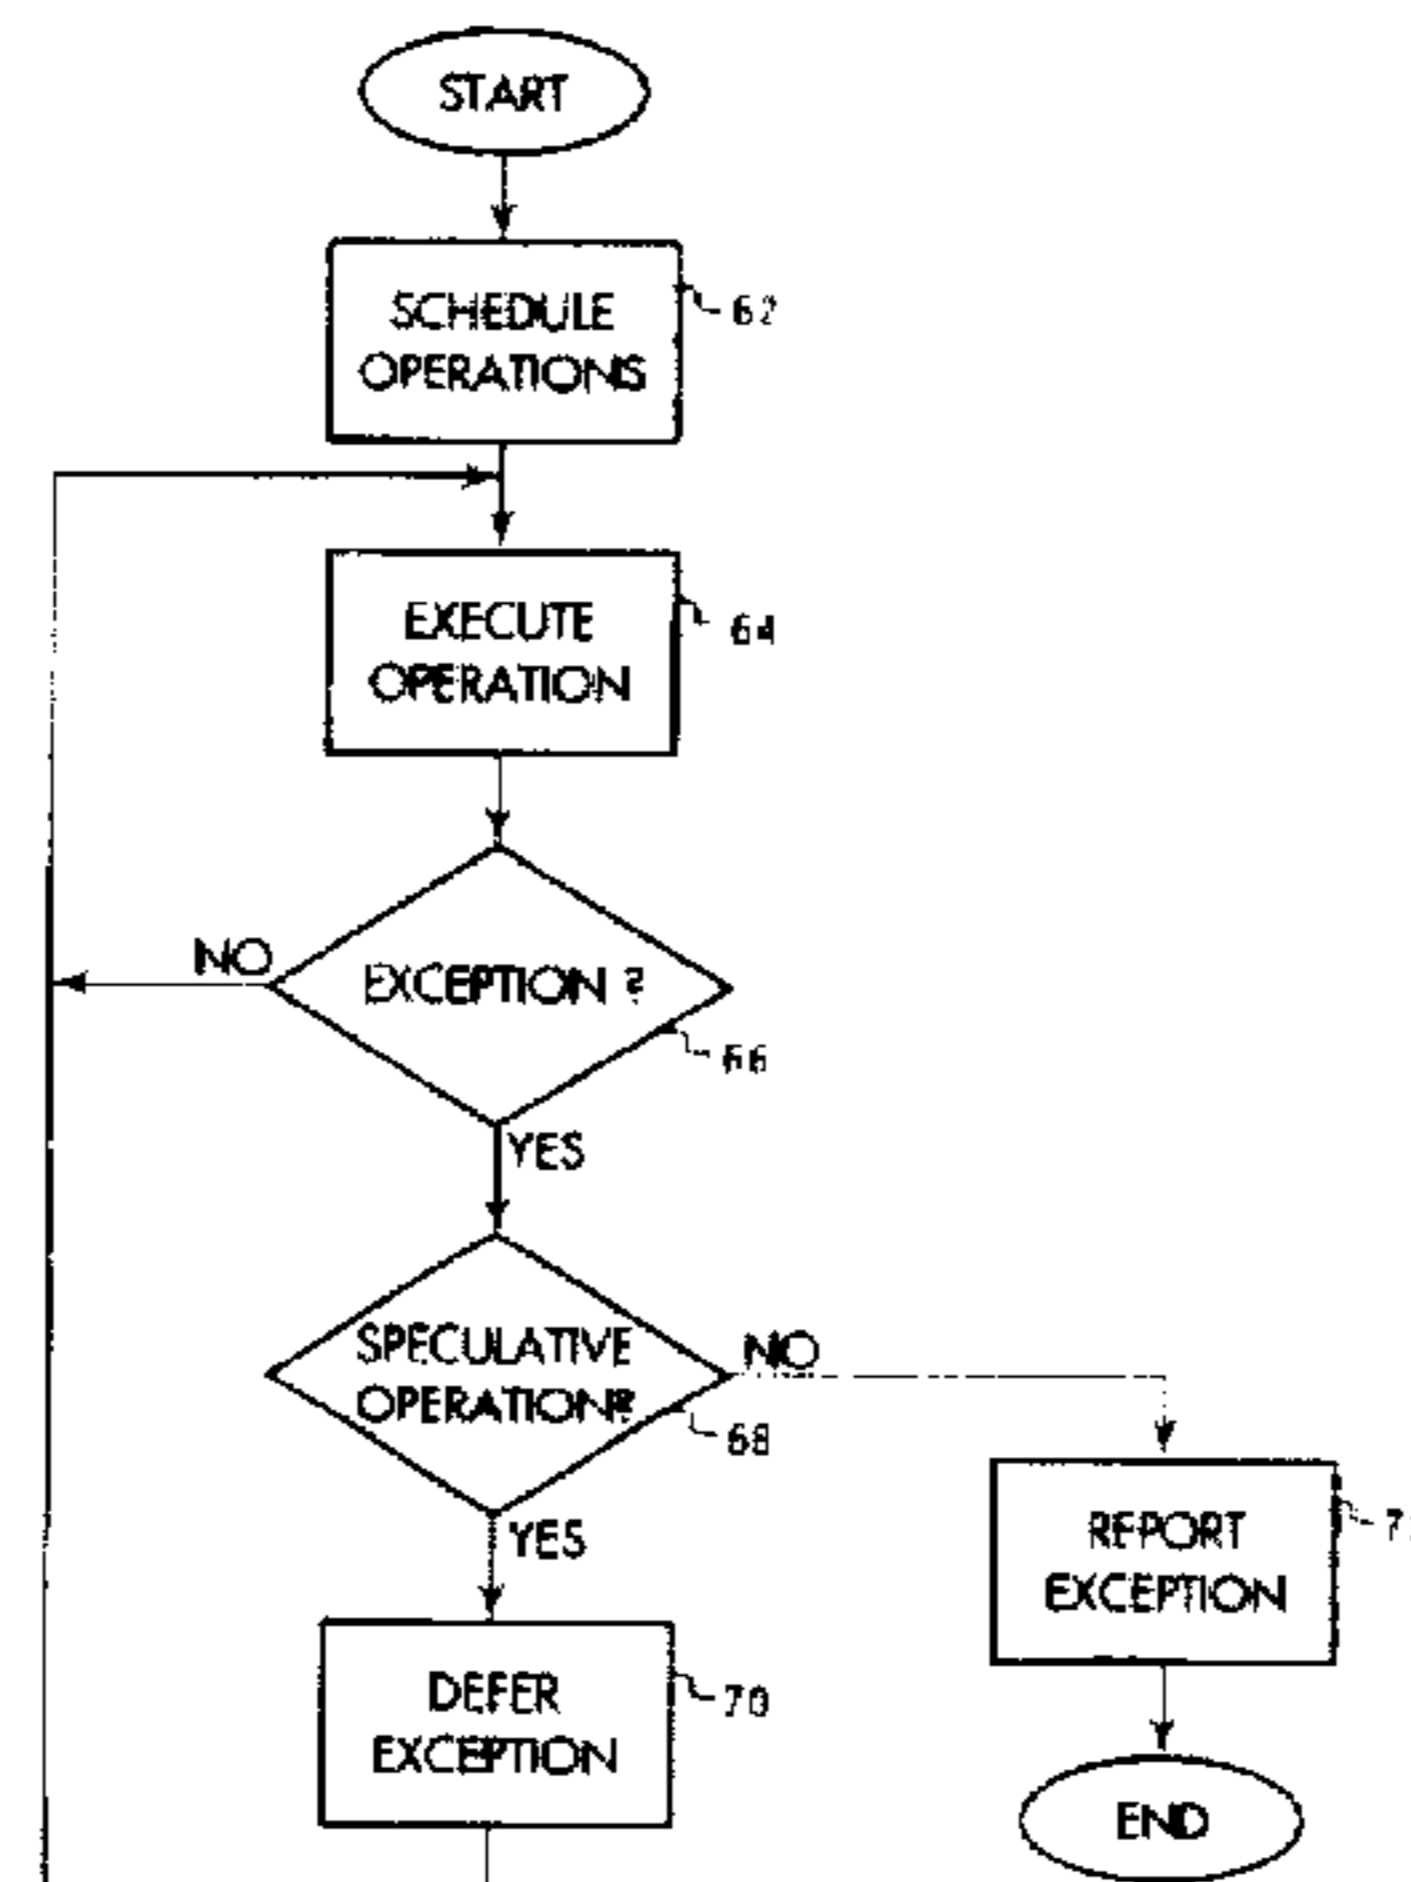 START
SCHEDULE
OPERATIONS
62
EXECUTE
OPERATION
64
NO
EXCEPTION ?
66
YES
SPECULATIVE
OPERATION?
NO
68
YES
REPORT
EXCEPTION
DEFER
EXCEPTION
70
END